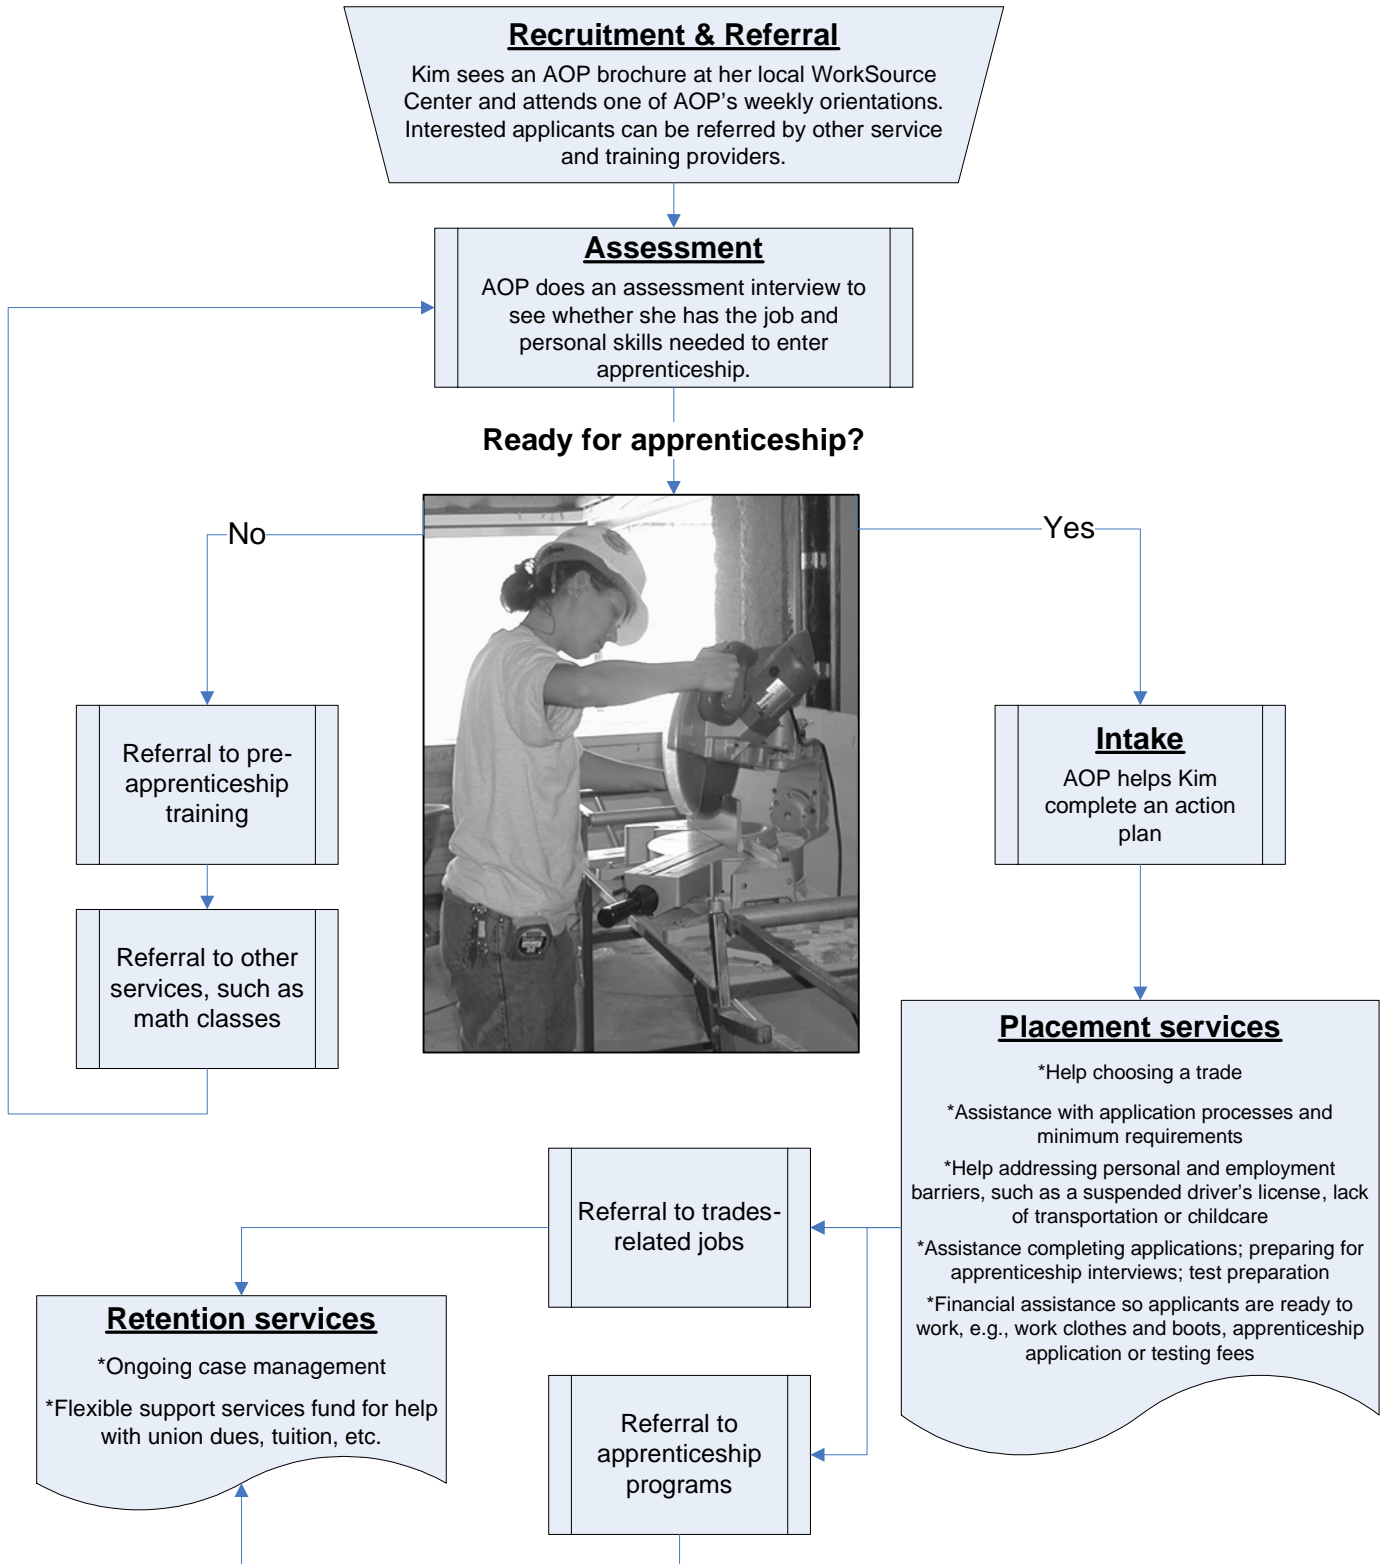 Recruitment & Referral
Kim sees an AOP brochure at her local WorkSource
Center and attends one of AOP's weekly orientations.
Interested applicants can be referred by other service
and training providers.
Assessment
AOP does an assessment interview to
see whether she has the job and
personal skills needed to enter
apprenticeship.
Ready for apprenticeship?
No
Yes
Referral to pre-
apprenticeship
training
Referral to other
services, such as
math classes
Intake
AOP helps Kim
complete an action
plan
Placement services
*Help choosing a trade
*Assistance with application processes and
minimum requirements
*Help addressing personal and employment
barriers, such as a suspended driver's license, lack
of transportation or childcare
*Assistance completing applications; preparing for
apprenticeship interviews; test preparation
*Financial assistance so applicants are ready to
work, e.g., work clothes and boots, apprenticeship
application or testing fees
Referral to trades-
related jobs
Referral to
apprenticeship
programs
Retention services
*Ongoing case management
*Flexible support services fund for help
with union dues, tuition, etc.